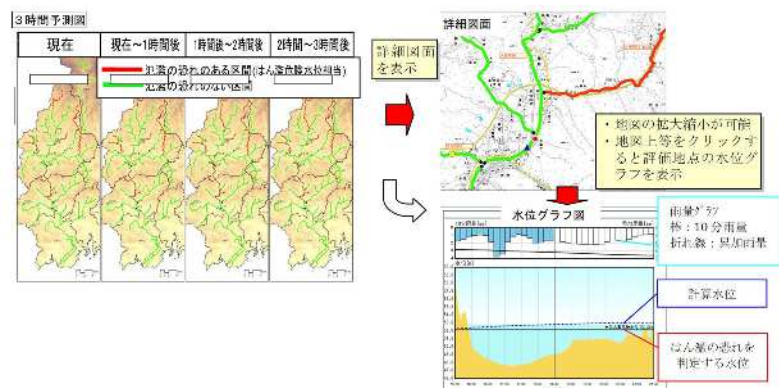 3時間予測図
現在
現在～1時間後
1時間後～2時間後
2時間～3時間後
氾濫の恐れのある区間(はん濫危険水位相当)
氾濫の恐れのない区間
詳細図面
を表示
詳細図面
・地図の拡大縮小が可能
・地図上等をクリックす
ると評価地点の水位グ
ラフを表示
水位グラフ図
雨量グラフ
棒：10分雨量
折れ線：累加雨量
計算水位
はん濫の恐れを
判定する水位